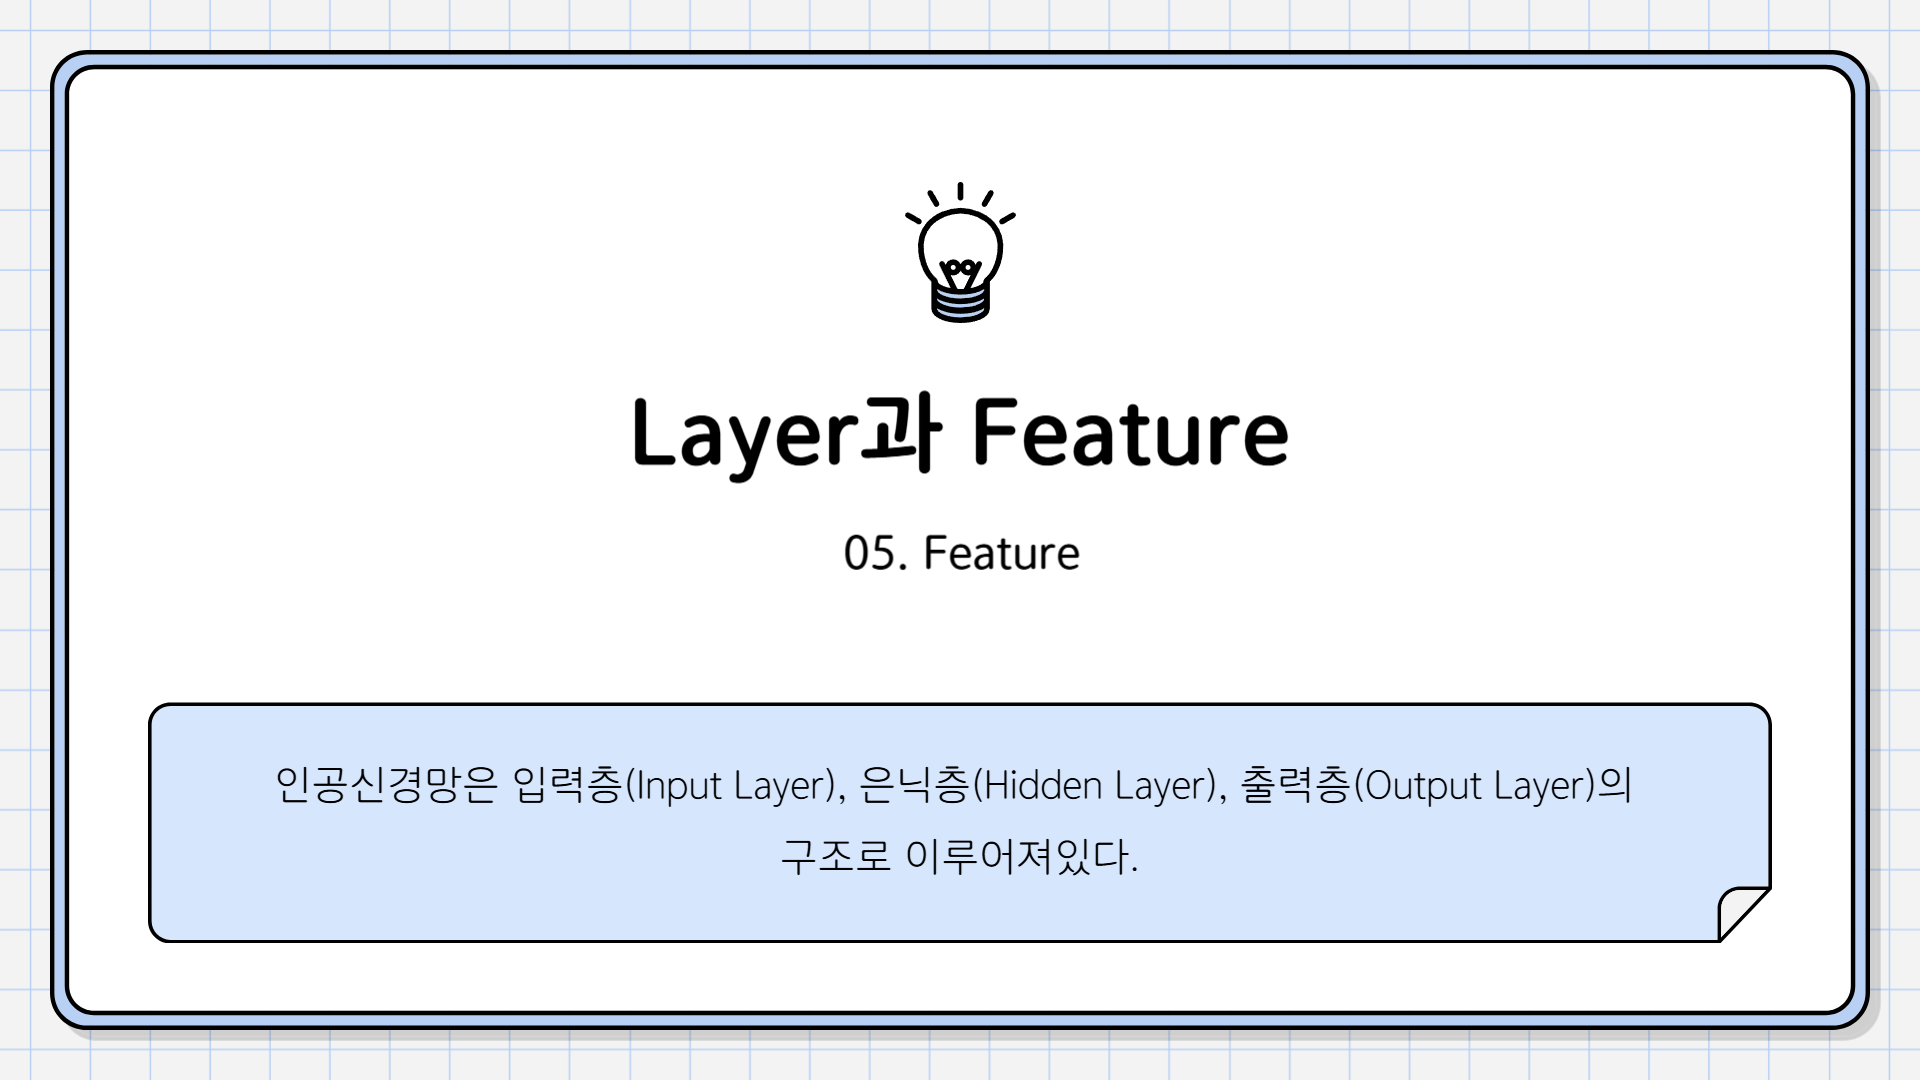 Layer과 Feature
05. Feature
인공신경망은 입력층(Input Layer), 은닉층(Hidden Layer), 출력층(Output Layer)의
구조로 이루어져있다.